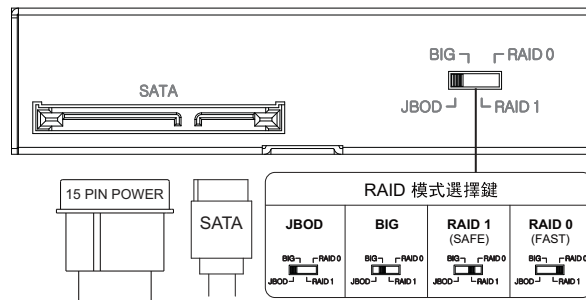 BIG RAID 0
SATA
JBOD RAID 1
15 PIN POWER
SATA
RAID 模式選擇鍵
JBOD BIG RAID 1 RAID 0
(SAFE) (FAST)
BIG RAID 0 BIG RAID 0 BIG RAID 0 BIG RAID 0
JBOD RAID 1 JBOD RAID 1 JBOD RAID 1 JBOD RAID 1